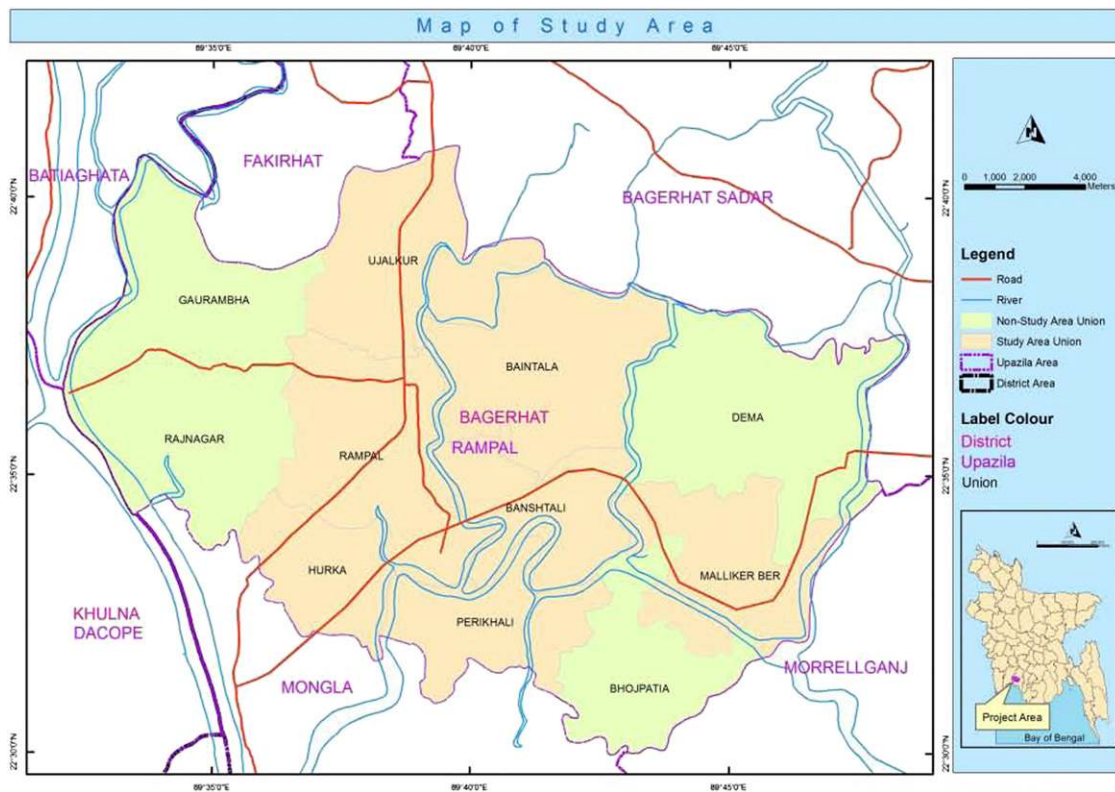 Map of Study Area
89°35'0"E
89°40'0"E
89°45'0"E
22°40'0"N
22°40'0"N
22°35'0"N
22°35'0"N
22°30'0"N
22°30'0"N
BATIAGHATA
FAKIRHAT
BAGERHAT SADAR
UJALKUR
GAURAMBHA
BAINTALA
BAGERHAT
RAMPAL
DEMA
RAJNAGAR
RAMPAL
BANSHTALI
HURKA
MALLIKER BER
PERIKHALI
KHULNA
DACOPE
MONGLA
BHOJPATIA
MORRELLGANJ
89°35'0"E
89°40'0"E
89°45'0"E
N
0 1,000 2,000 4,000
Meters
Legend
Road
River
Non-Study Area Union
Study Area Union
Upazila Area
District Area
Label Colour
District
Upazila
Union
Project Area
Bay of Bengal